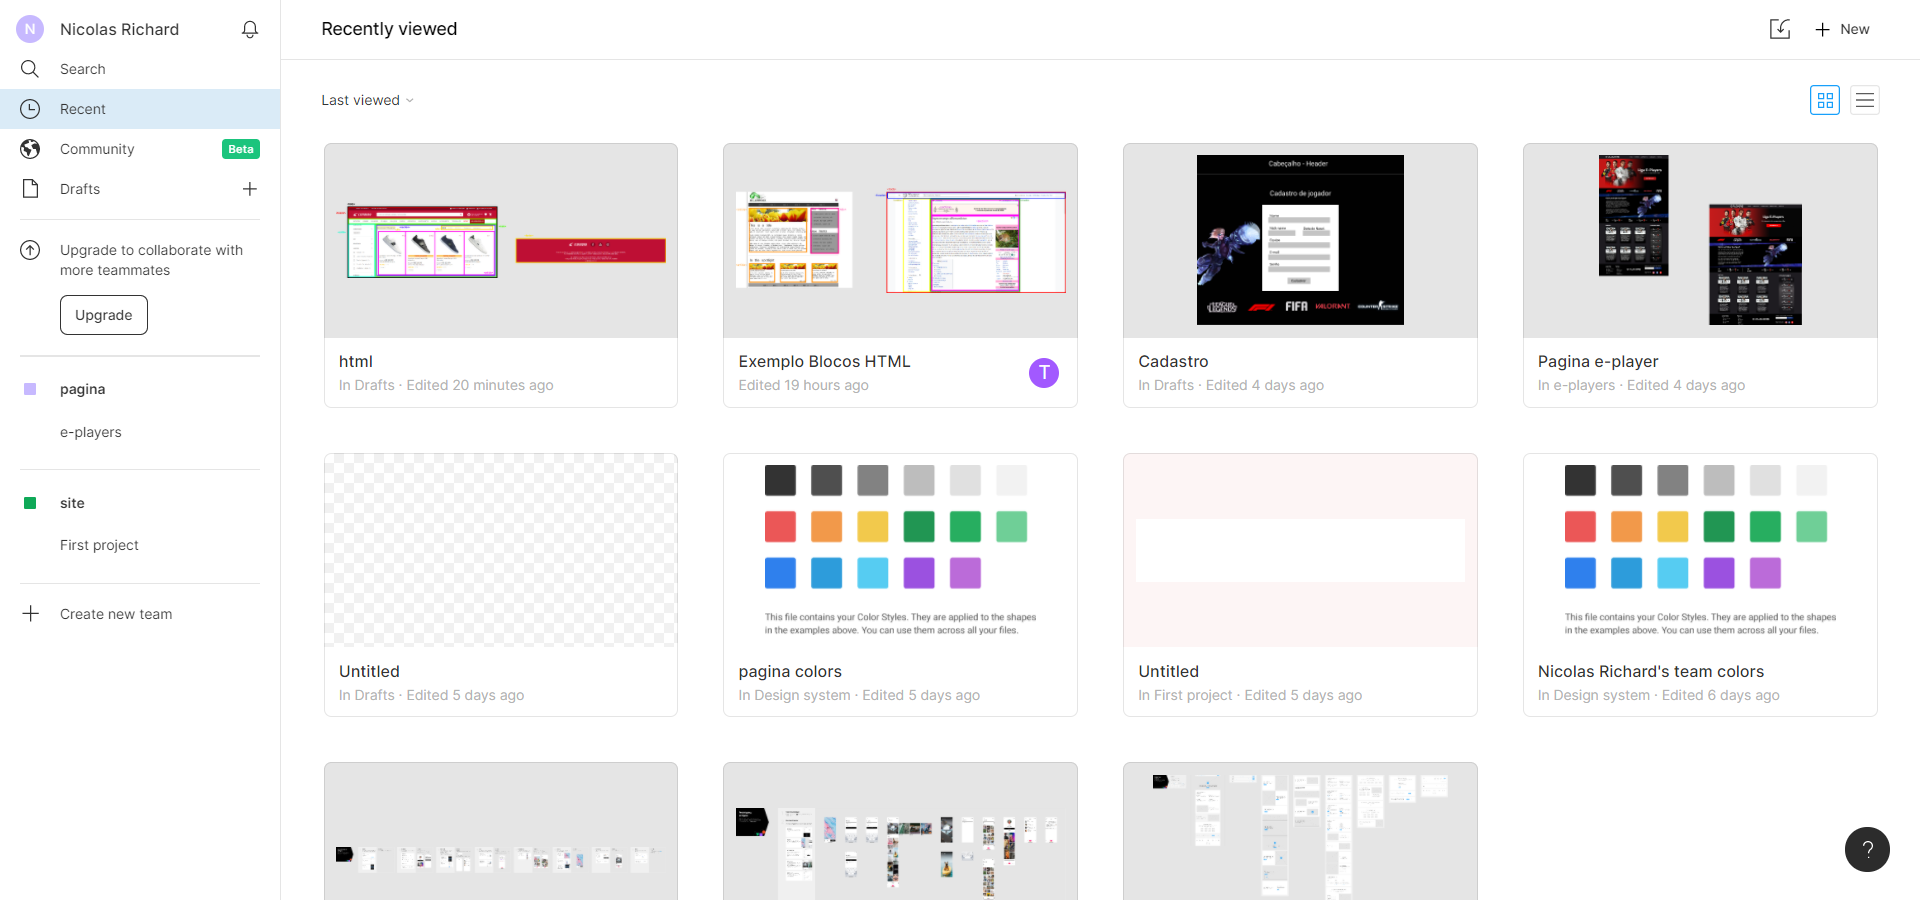 N
Nicolas Richard
Search
Recent
Community
Beta
Drafts
Upgrade to collaborate with
more teammates
Upgrade
pagina
e-players
site
First project
Create new team
Recently viewed
New
Last viewed
html
In Drafts · Edited 20 minutes ago
Exemplo Blocos HTML
Edited 19 hours ago
T
Cabeçalho - Header
Cadastro de jogador
FIFA
VALORANT
Cadastro
In Drafts · Edited 4 days ago
Pagina e-player
In e-players · Edited 4 days ago
Untitled
In Drafts · Edited 5 days ago
This file contains your Color Styles. They are applied to the shapes
in the examples above. You can use them across all your files.
pagina colors
In Design system · Edited 5 days ago
Untitled
In First project · Edited 5 days ago
This file contains your Color Styles. They are applied to the shapes
in the examples above. You can use them across all your files.
Nicolas Richard's team colors
In Design system · Edited 6 days ago
?